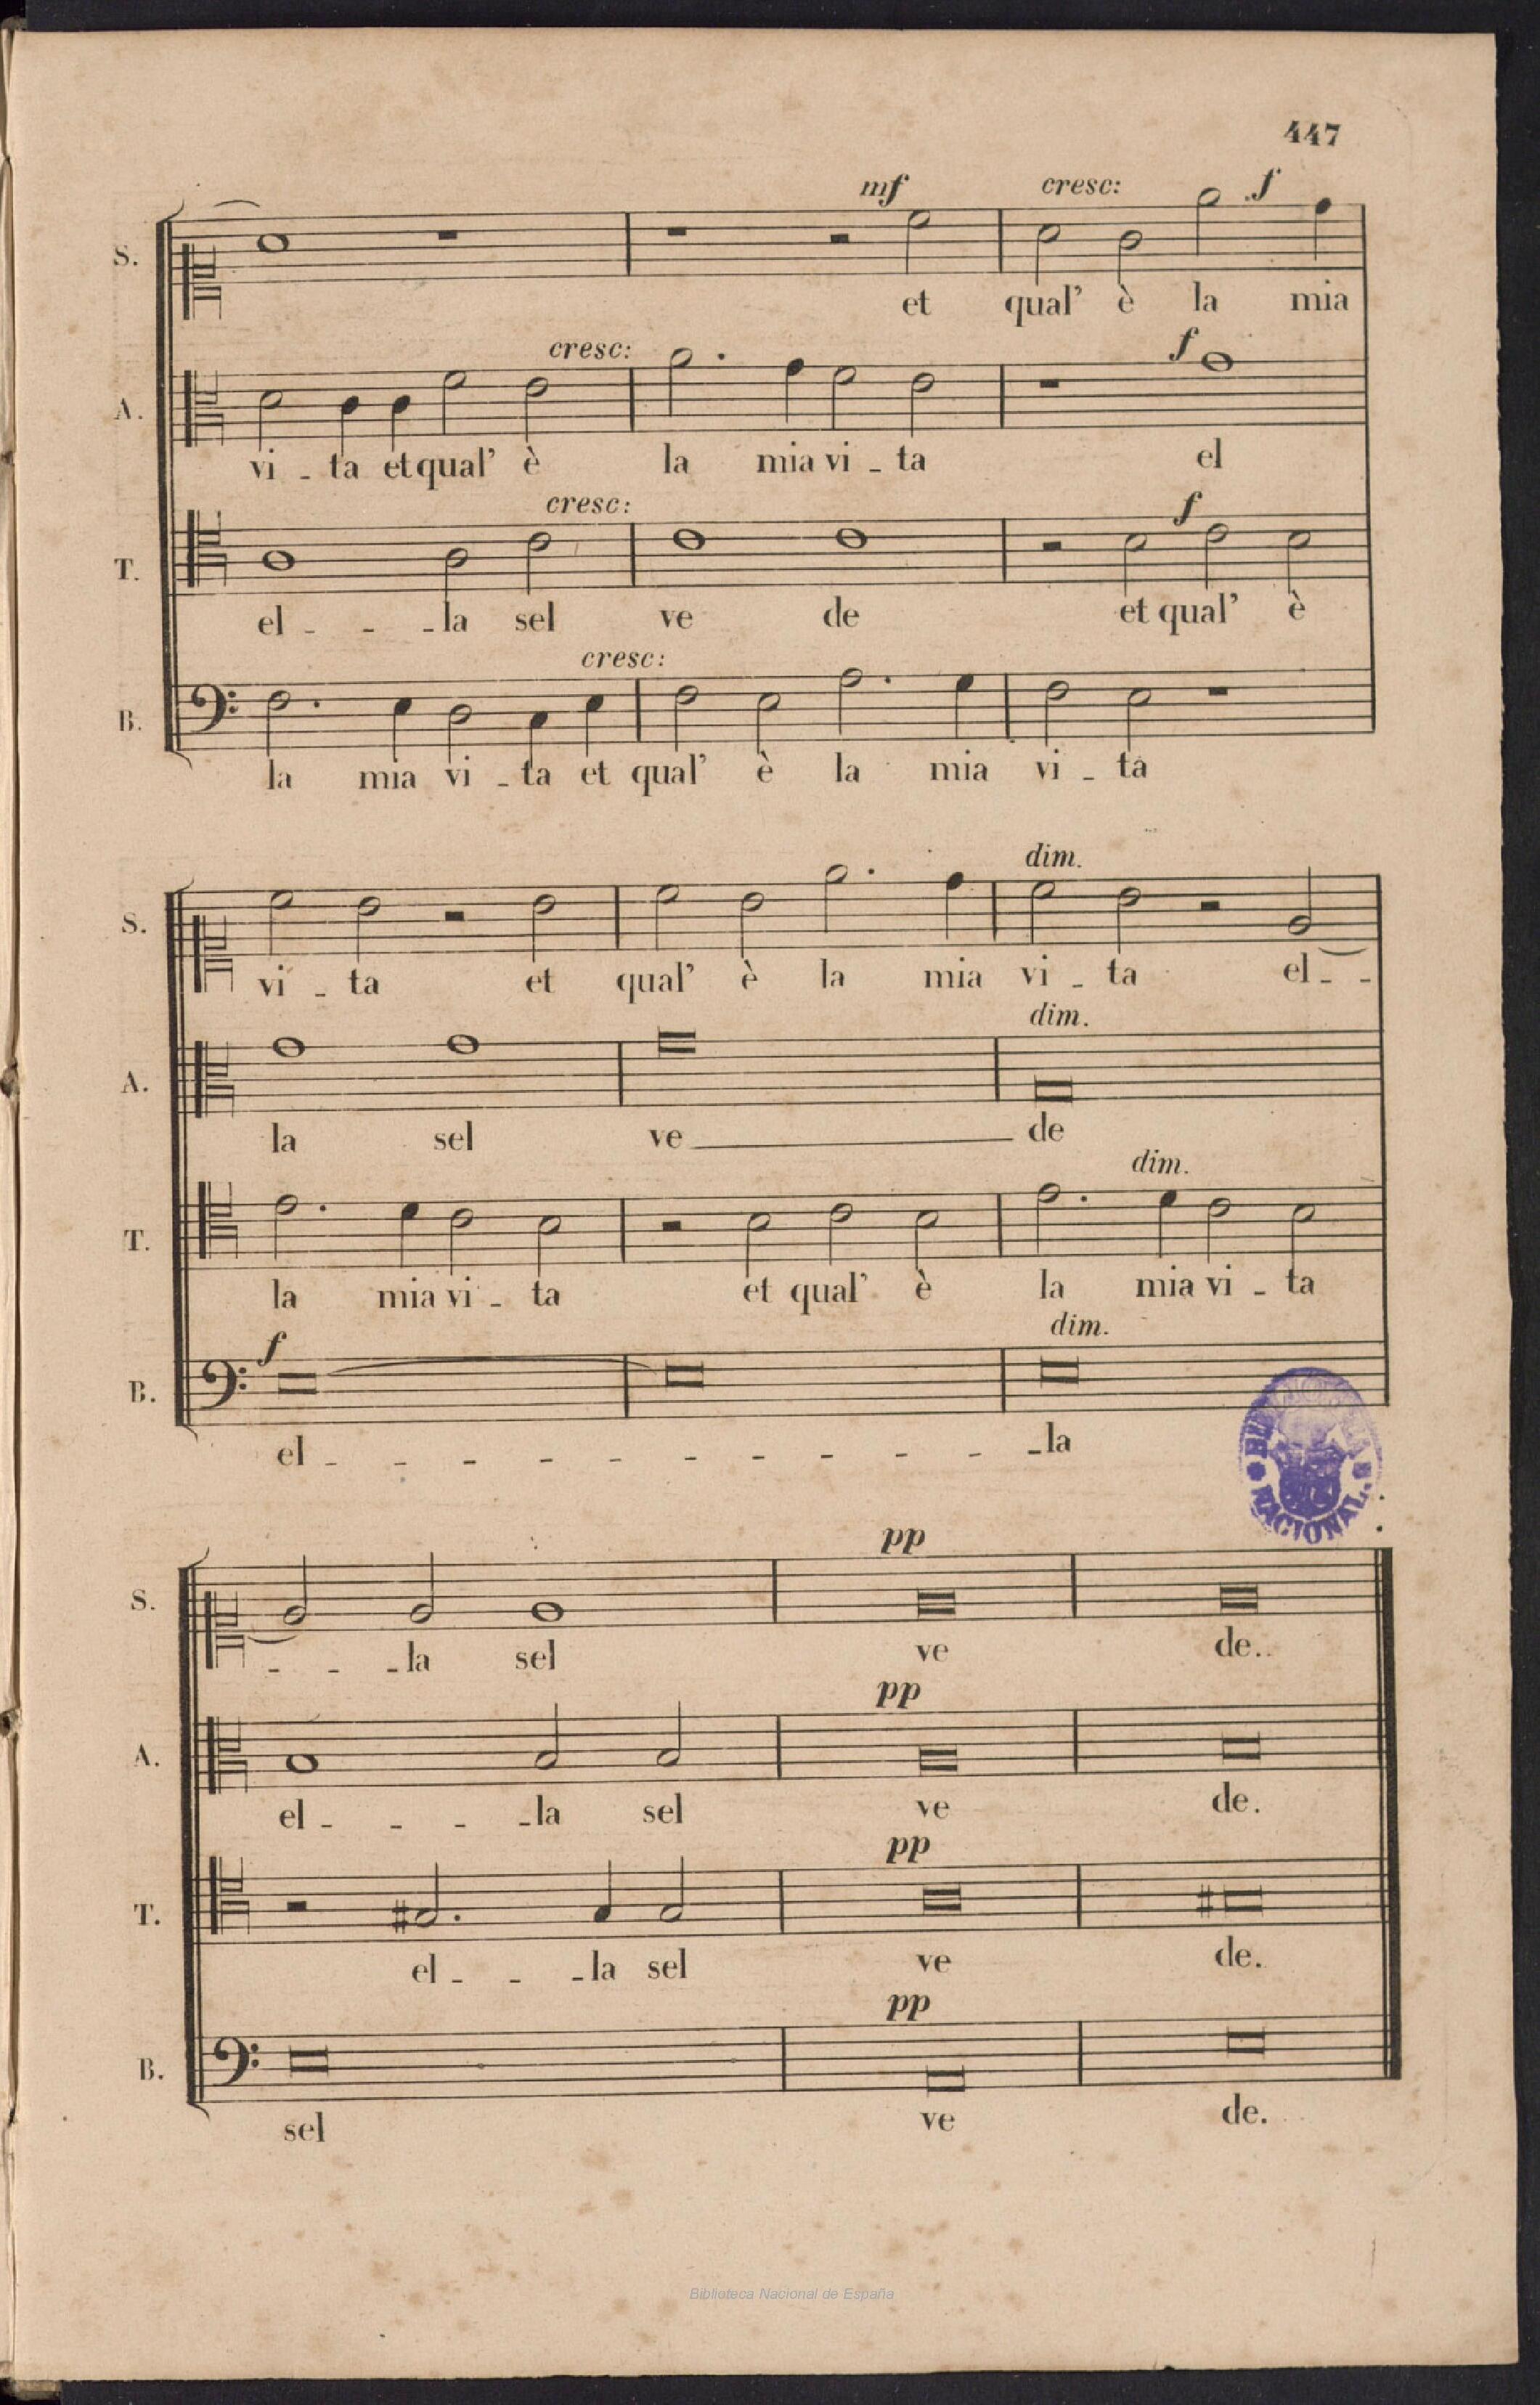 447
mf cresc: f
S.
et qual' è la mia
cresc: f
A.
vi - ta et qual' è la mia vi - ta el
cresc: f
T.
el - - - la sel ve de et qual' è
cresc:
B.
la mia vi - ta et qual' è la mia vi - ta
dim.
S.
vi - ta et qual' è la mia vi - ta el - -
dim.
A.
la sel ve de
dim.
T.
la mia vi - ta et qual' è la mia vi - ta
f dim.
B.
el - - - - - - - - - - - la
NACIONAL.
pp
S.
- - - la sel ve de..
pp
A.
el - - - - la sel ve de.
pp
T.
el - - - la sel ve de.
pp
B.
sel ve de.
Biblioteca Nacional de España